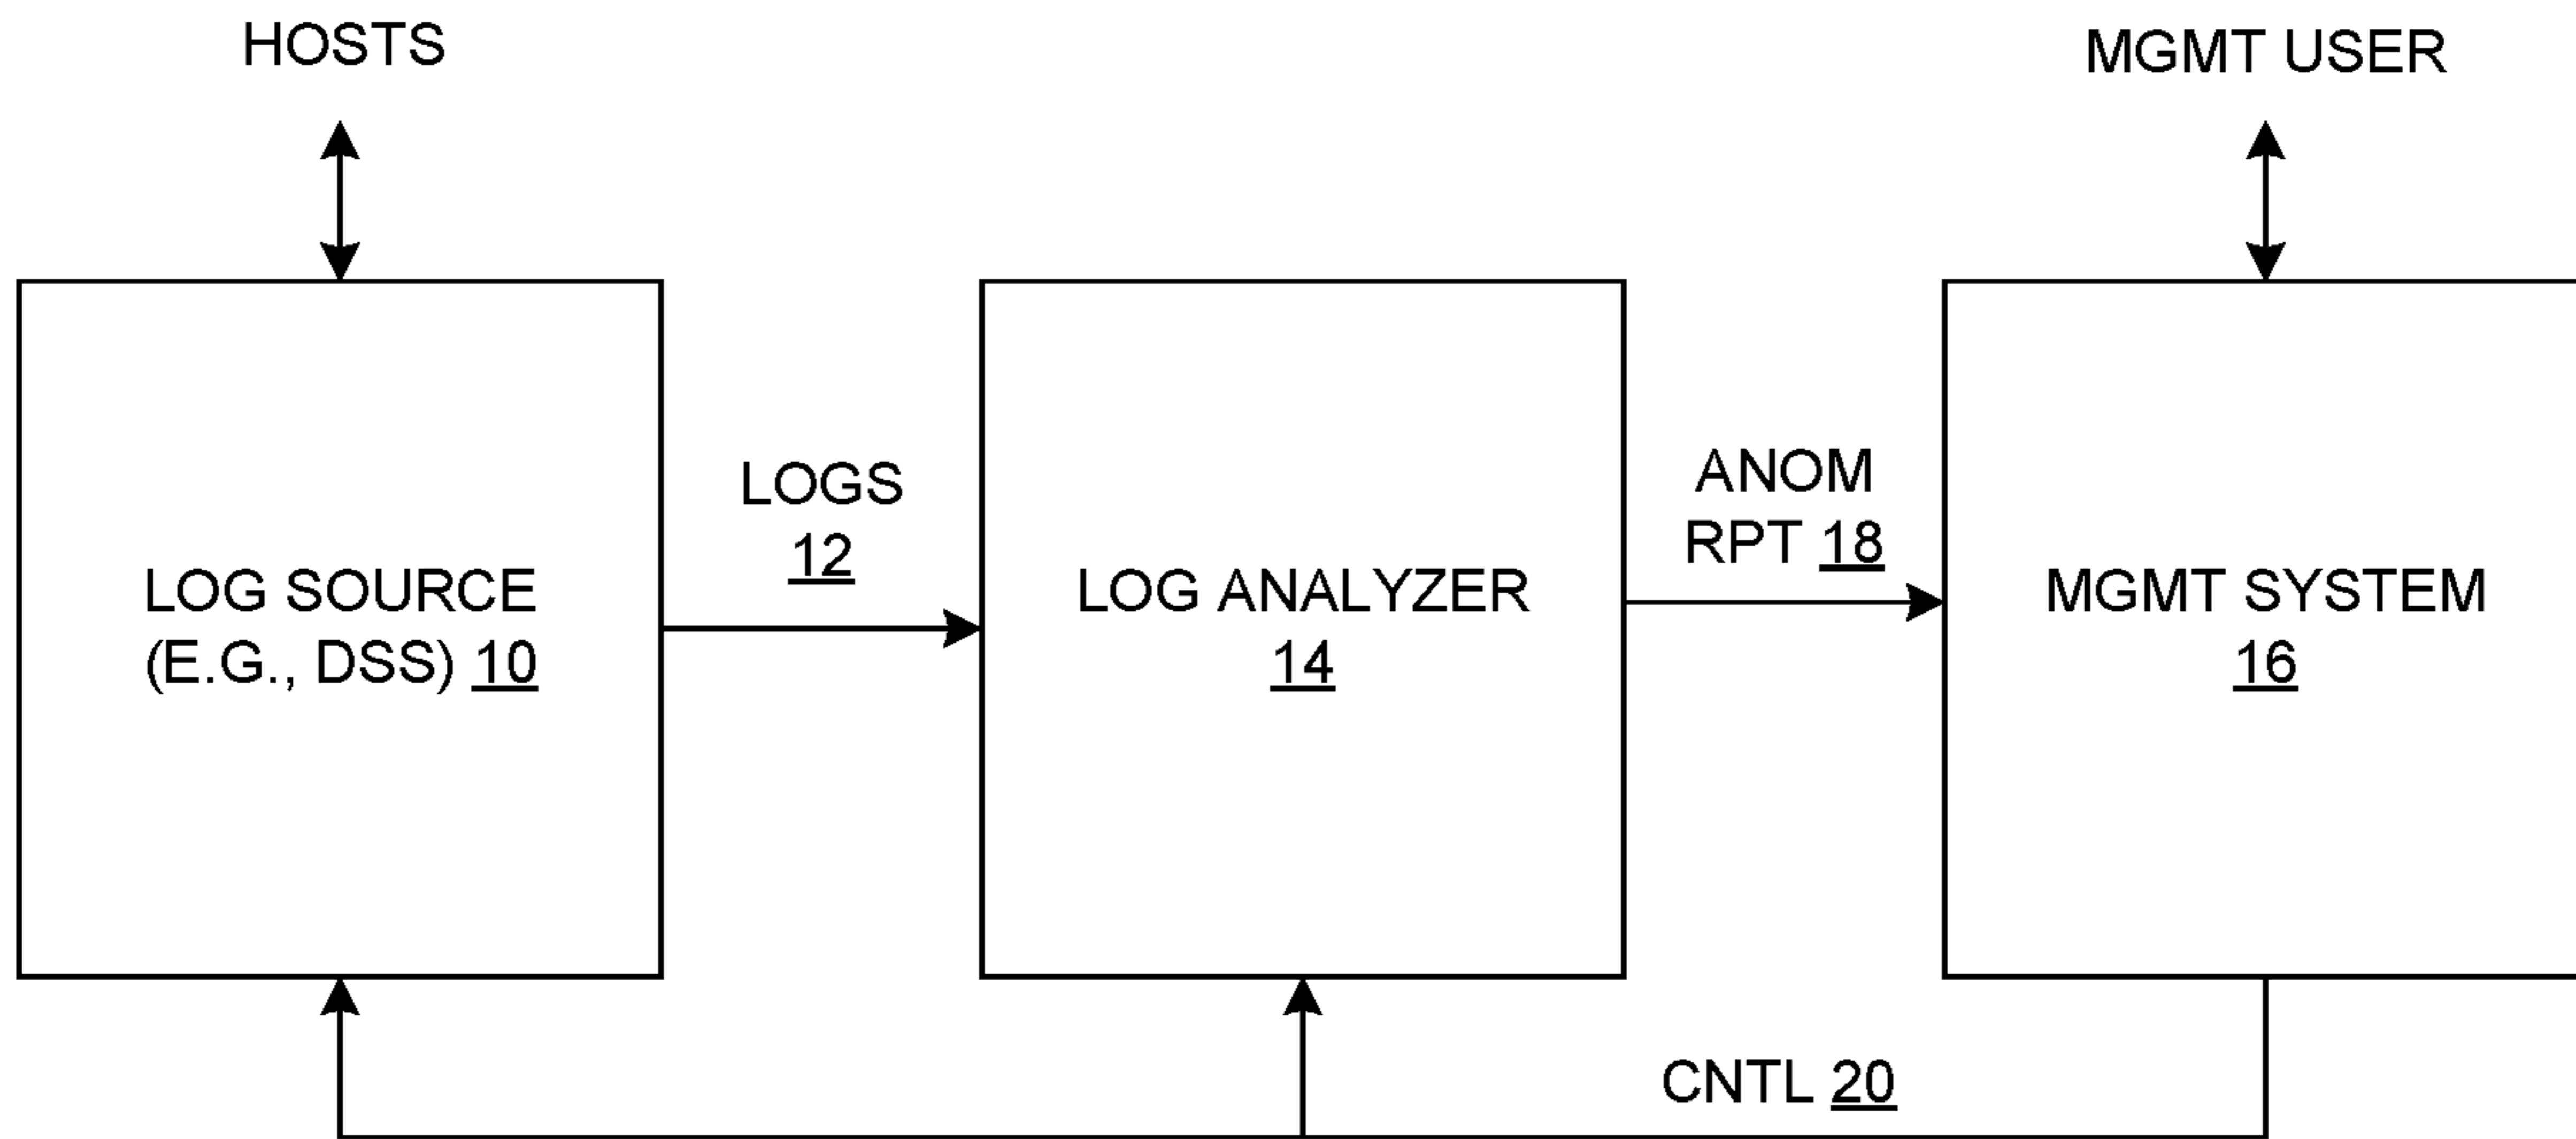 HOSTS
MGMT USER
LOG SOURCE
(E.G., DSS) 10
LOGS
12
LOG ANALYZER
14
ANOM
RPT 18
MGMT SYSTEM
16
CNTL 20